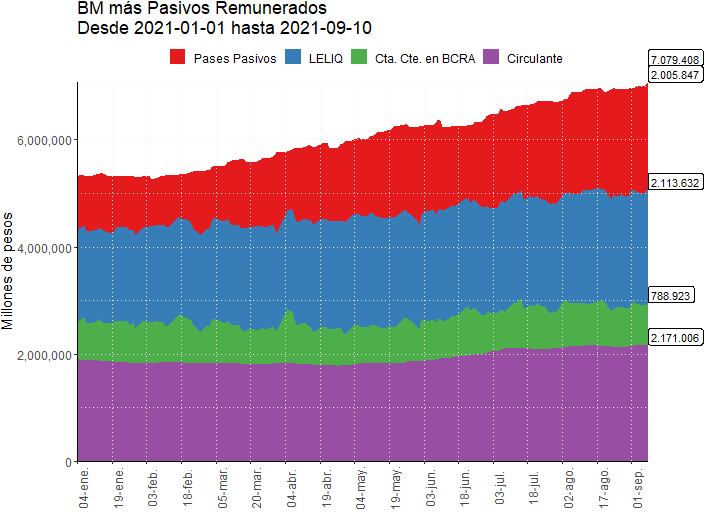 BM más Pasivos Remunerados
Desde 2021-01-01 hasta 2021-09-10
Pases Pasivos LELIQ Cta. Cte. en BCRA Circulante
7.079.408
2.005.847
2.113.632
788.923
2.171.006
Millones de pesos
6,000,000
4,000,000
2,000,000
0
04-ene.
19-ene.
03-feb.
18-feb.
05-mar.
20-mar.
04-abr.
19-abr.
04-may.
19-may.
03-jun.
18-jun.
03-jul.
18-jul.
02-ago.
17-ago.
01-sep.